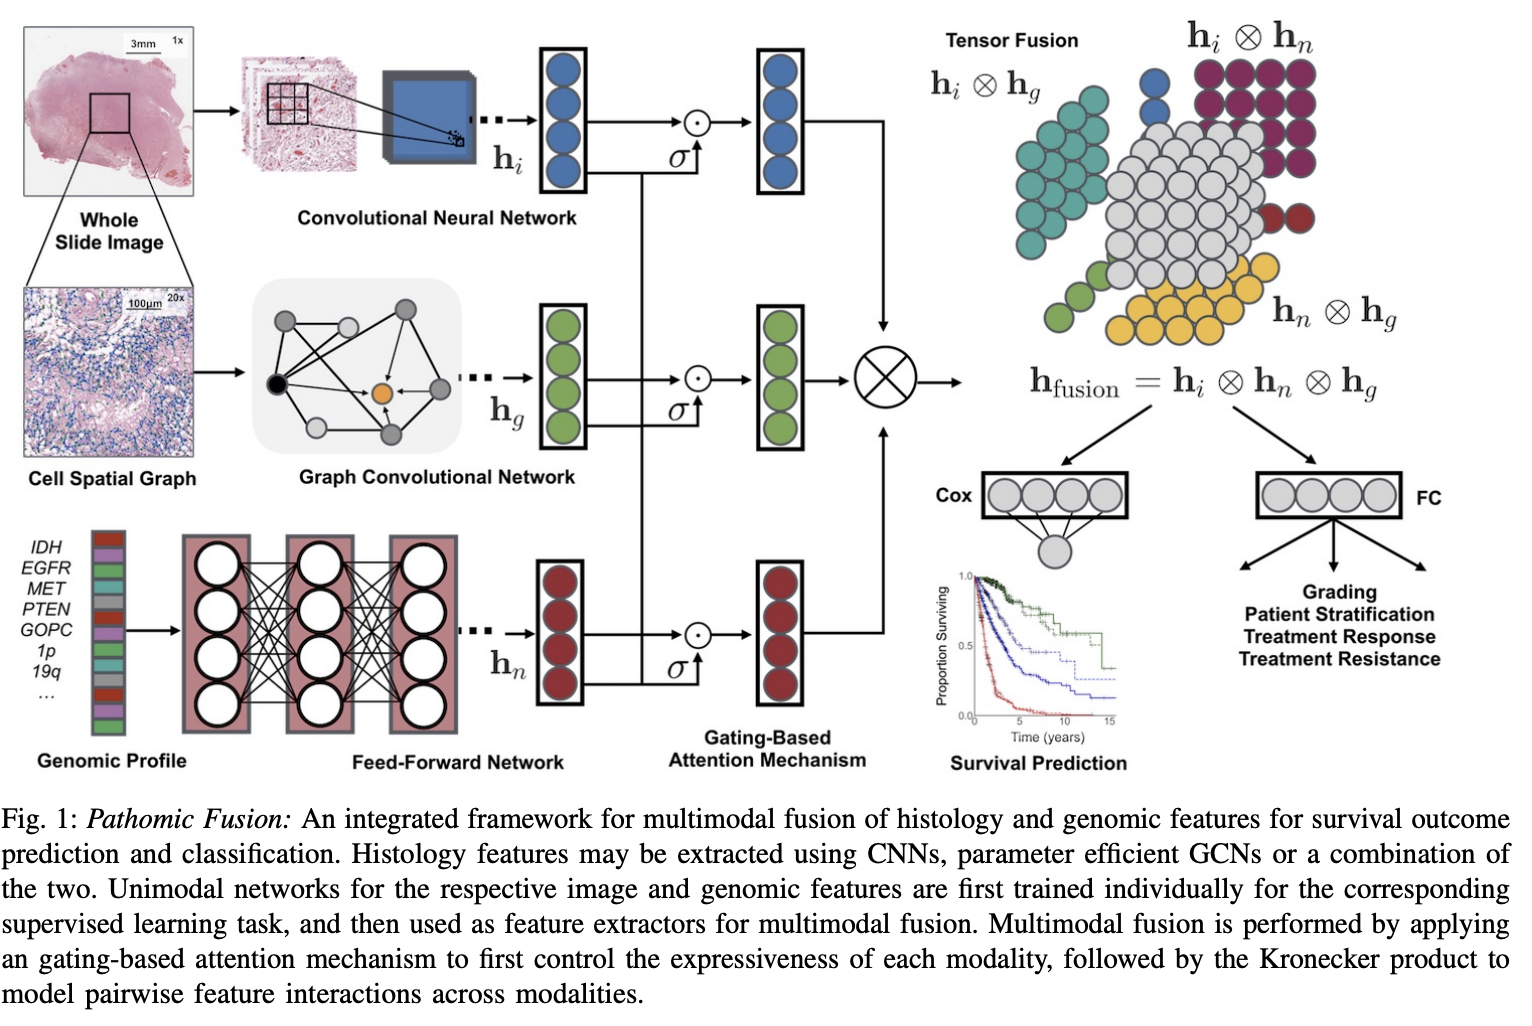 3mm 1x
Whole
Slide Image
Convolutional Neural Network
h_i
σ
100µm 20x
Cell Spatial Graph
Graph Convolutional Network
h_g
σ
IDH
EGFR
MET
PTEN
GOPC
1p
19q
...
Genomic Profile
Feed-Forward Network
h_n
σ
Gating-Based
Attention Mechanism
Tensor Fusion
h_i ⊗ h_n
h_i ⊗ h_g
h_n ⊗ h_g
h_fusion = h_i ⊗ h_n ⊗ h_g
Cox
FC
Proportion Surviving
1.0
0.5
0.0
0 5 10 15
Time (years)
Survival Prediction
Grading
Patient Stratification
Treatment Response
Treatment Resistance
Fig. 1: Pathomic Fusion: An integrated framework for multimodal fusion of histology and genomic features for survival outcome
prediction and classification. Histology features may be extracted using CNNs, parameter efficient GCNs or a combination of
the two. Unimodal networks for the respective image and genomic features are first trained individually for the corresponding
supervised learning task, and then used as feature extractors for multimodal fusion. Multimodal fusion is performed by applying
an gating-based attention mechanism to first control the expressiveness of each modality, followed by the Kronecker product to
model pairwise feature interactions across modalities.